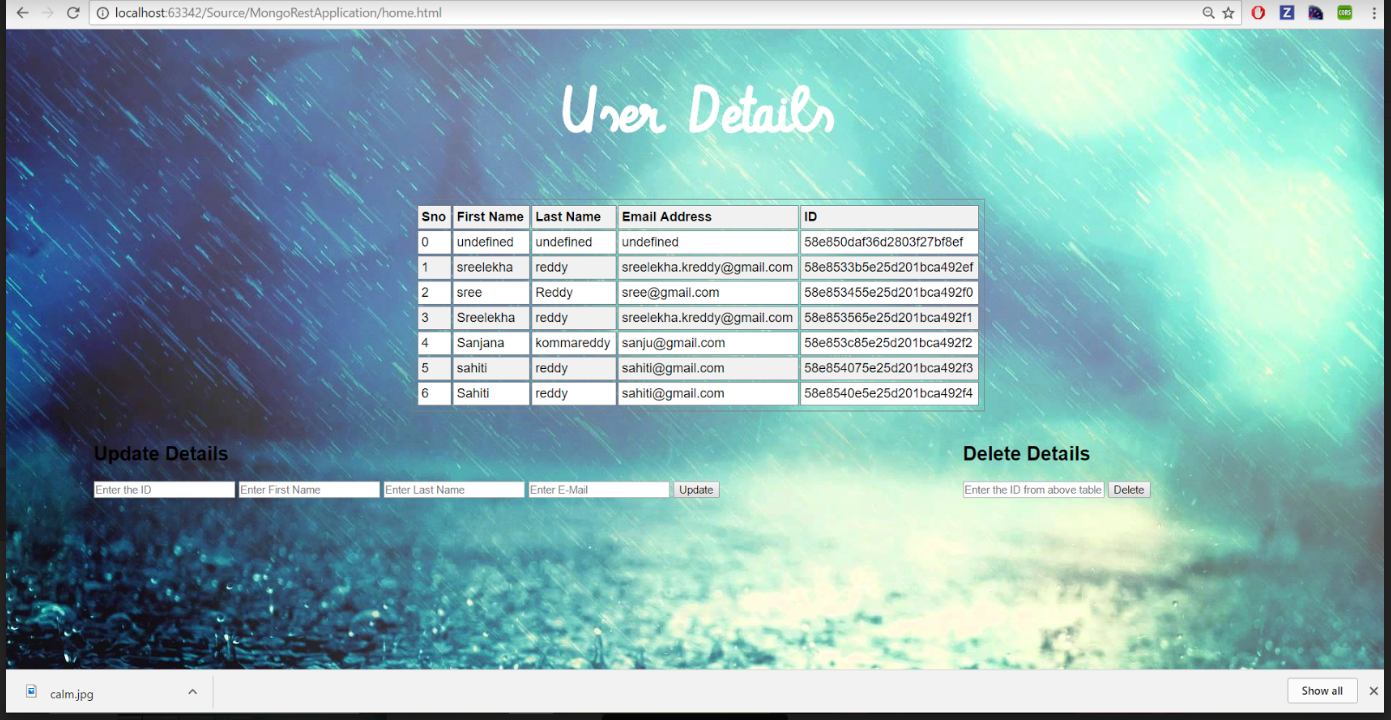 localhost:63342/Source/MongoRestApplication/home.html
Z
CORS
User Details
Sno First Name Last Name Email Address ID
0 undefined undefined undefined 58e850daf36d2803f27bf8ef
1 sreelekha reddy sreelekha.kreddy@gmail.com 58e8533b5e25d201bca492ef
2 sree Reddy sree@gmail.com 58e853455e25d201bca492f0
3 Sreelekha reddy sreelekha.kreddy@gmail.com 58e853565e25d201bca492f1
4 Sanjana kommareddy sanju@gmail.com 58e853c85e25d201bca492f2
5 sahiti reddy sahiti@gmail.com 58e854075e25d201bca492f3
6 Sahiti reddy sahiti@gmail.com 58e8540e5e25d201bca492f4
Update Details Delete Details
Enter the ID Enter First Name Enter Last Name Enter E-Mail Update Enter the ID from above table Delete
calm.jpg Show all